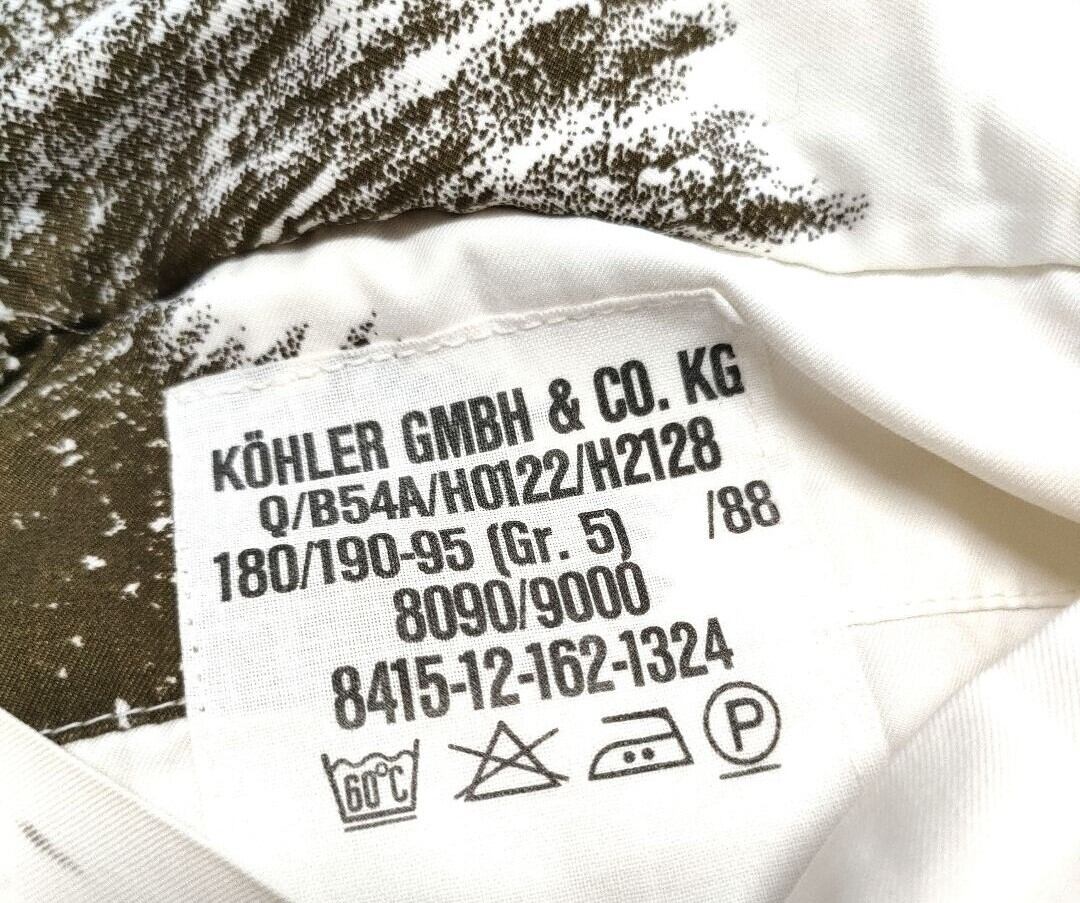 KÖHLER GMBH & CO. KG
Q/B54A/H0122/H2128
180/190-95 (Gr. 5) /88
8090/9000
8415-12-162-1324
60°C P